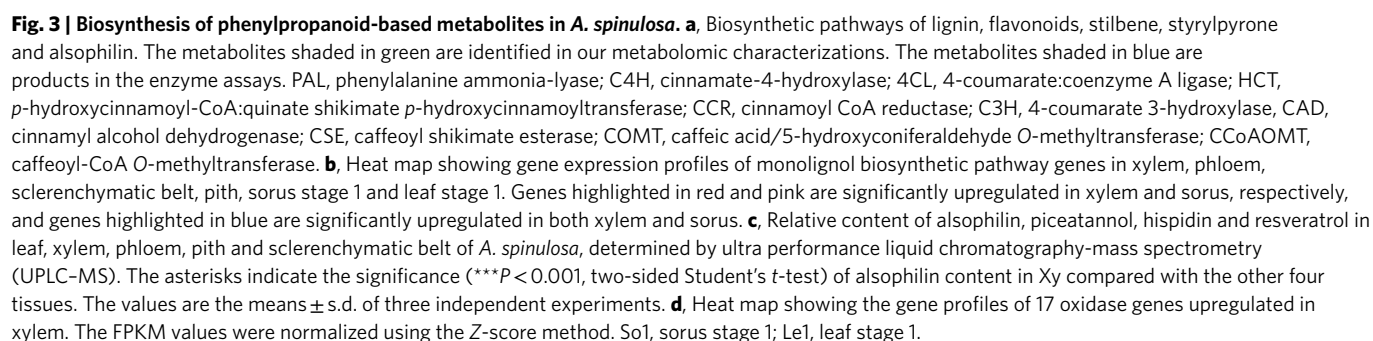 Fig. 3 | Biosynthesis of phenylpropanoid-based metabolites in A. spinulosa. a, Biosynthetic pathways of lignin, flavonoids, stilbene, styrylpyrone
and alsophilin. The metabolites shaded in green are identified in our metabolomic characterizations. The metabolites shaded in blue are
products in the enzyme assays. PAL, phenylalanine ammonia-lyase; C4H, cinnamate-4-hydroxylase; 4CL, 4-coumarate:coenzyme A ligase; HCT,
p-hydroxycinnamoyl-CoA:quinate shikimate p-hydroxycinnamoyltransferase; CCR, cinnamoyl CoA reductase; C3H, 4-coumarate 3-hydroxylase, CAD,
cinnamyl alcohol dehydrogenase; CSE, caffeoyl shikimate esterase; COMT, caffeic acid/5-hydroxyconiferaldehyde O-methyltransferase; CCoAOMT,
caffeoyl-CoA O-methyltransferase. b, Heat map showing gene expression profiles of monolignol biosynthetic pathway genes in xylem, phloem,
sclerenchymatic belt, pith, sorus stage 1 and leaf stage 1. Genes highlighted in red and pink are significantly upregulated in xylem and sorus, respectively,
and genes highlighted in blue are significantly upregulated in both xylem and sorus. c, Relative content of alsophilin, piceatannol, hispidin and resveratrol in
leaf, xylem, phloem, pith and sclerenchymatic belt of A. spinulosa, determined by ultra performance liquid chromatography-mass spectrometry
(UPLC–MS). The asterisks indicate the significance (***P < 0.001, two-sided Student's t-test) of alsophilin content in Xy compared with the other four
tissues. The values are the means ± s.d. of three independent experiments. d, Heat map showing the gene profiles of 17 oxidase genes upregulated in
xylem. The FPKM values were normalized using the Z-score method. So1, sorus stage 1; Le1, leaf stage 1.